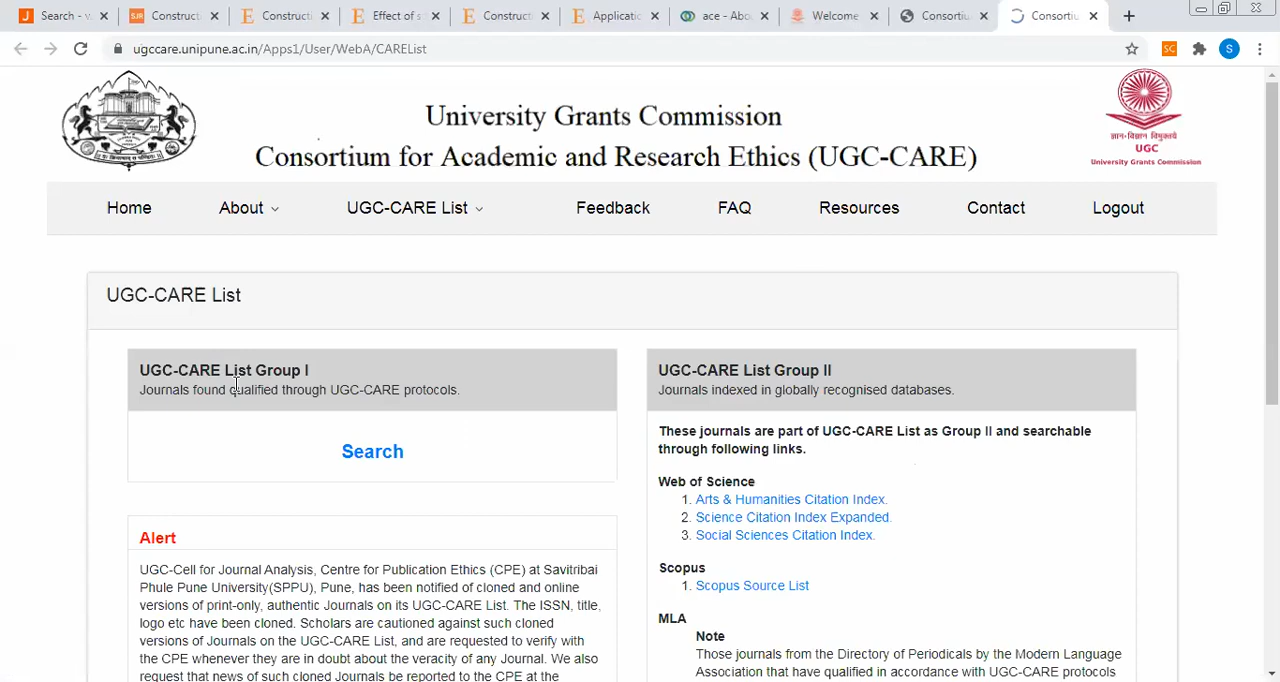 Search - v
Construct
Constructi
Effect of s
Constructi
Applicatio
ace - Abo
Welcome
Consortiu
Consortiu
ugccare.unipune.ac.in/Apps1/User/WebA/CAREList
SC
S
University Grants Commission
Consortium for Academic and Research Ethics (UGC-CARE)
ज्ञान-विज्ञान विमुक्तये
UGC
University Grants Commission
Home About UGC-CARE List Feedback FAQ Resources Contact Logout
UGC-CARE List
UGC-CARE List Group I
Journals found qualified through UGC-CARE protocols.
Search
Alert
UGC-Cell for Journal Analysis, Centre for Publication Ethics (CPE) at Savitribai
Phule Pune University(SPPU), Pune, has been notified of cloned and online
versions of print-only, authentic Journals on its UGC-CARE List. The ISSN, title,
logo etc have been cloned. Scholars are cautioned against such cloned
versions of Journals on the UGC-CARE List, and are requested to verify with
the CPE whenever they are in doubt about the veracity of any Journal. We also
request that news of such cloned Journals be reported to the CPE at the
UGC-CARE List Group II
Journals indexed in globally recognised databases.
These journals are part of UGC-CARE List as Group II and searchable
through following links.
Web of Science
1. Arts & Humanities Citation Index.
2. Science Citation Index Expanded.
3. Social Sciences Citation Index.
Scopus
1. Scopus Source List
MLA
Note
Those journals from the Directory of Periodicals by the Modern Language
Association that have qualified in accordance with UGC-CARE protocols